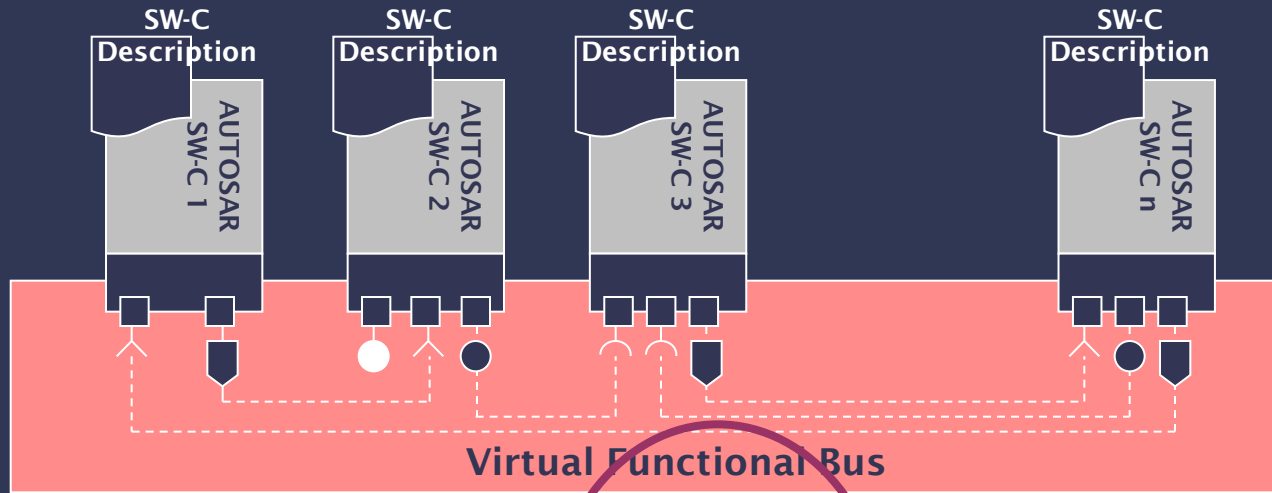 SW-C
Description
SW-C
Description
SW-C
Description
SW-C
Description
AUTOSAR
SW-C 1
AUTOSAR
SW-C 2
AUTOSAR
SW-C 3
AUTOSAR
SW-C n
Virtual Functional Bus